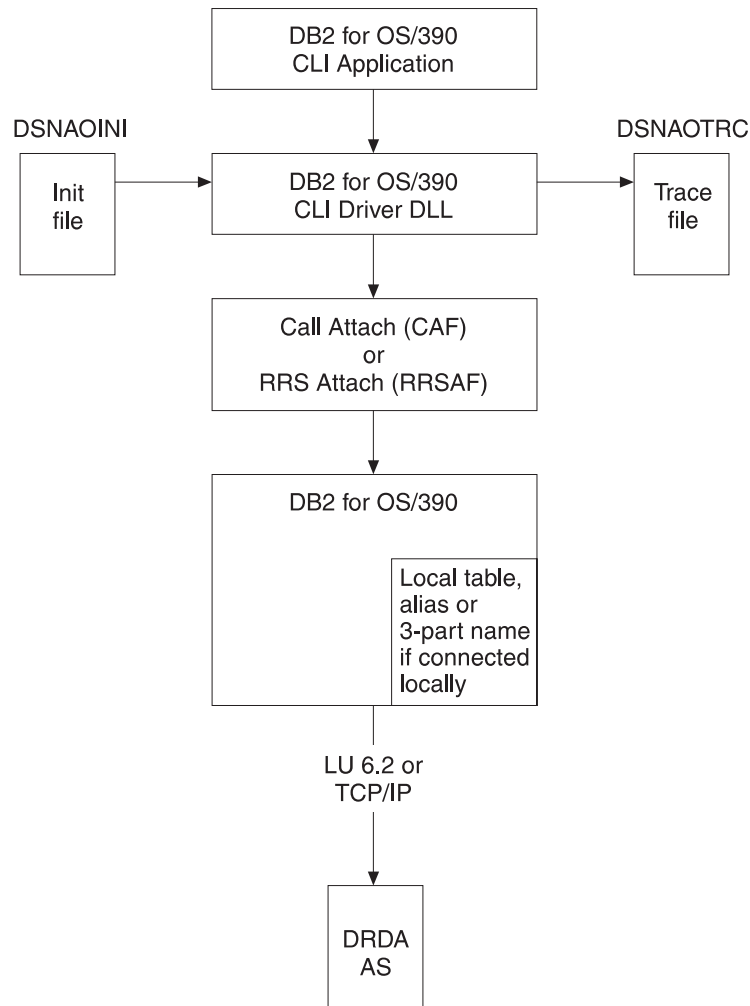 DB2 for OS/390
CLI Application
DSNAOINI
DSNAOTRC
Init
file
DB2 for OS/390
CLI Driver DLL
Trace
file
Call Attach (CAF)
or
RRS Attach (RRSAF)
DB2 for OS/390
Local table,
alias or
3-part name
if connected
locally
LU 6.2 or
TCP/IP
DRDA
AS